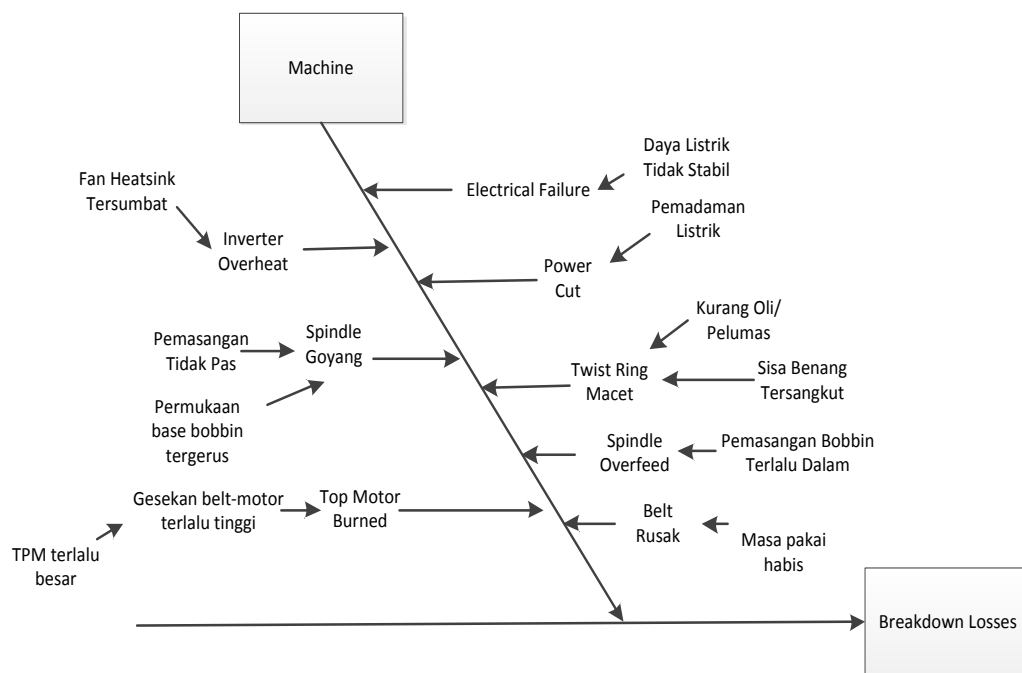 Machine
Daya Listrik
Tidak Stabil
Fan Heatsink
Tersumbat
Electrical Failure
Pemadaman
Listrik
Inverter
Overheat
Power
Cut
Kurang Oli/
Pelumas
Pemasangan
Tidak Pas
Spindle
Goyang
Twist Ring
Macet
Sisa Benang
Tersangkut
Permukaan
base bobbin
tergerus
Spindle
Overfeed
Pemasangan Bobbin
Terlalu Dalam
Gesekan belt-motor
terlalu tinggi
Top Motor
Burned
Belt
Rusak
Masa pakai
habis
TPM terlalu
besar
Breakdown Losses